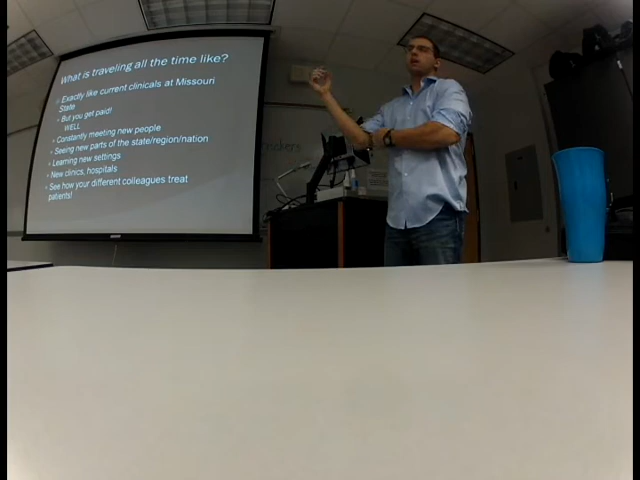 What is traveling all the time like?
Exactly like current clinicals at Missouri
State
But you get paid!
WELL
Constantly meeting new people
Seeing new parts of the state/region/nation
Learning new settings
New clinics, hospitals
See how your different colleagues treat
patients!